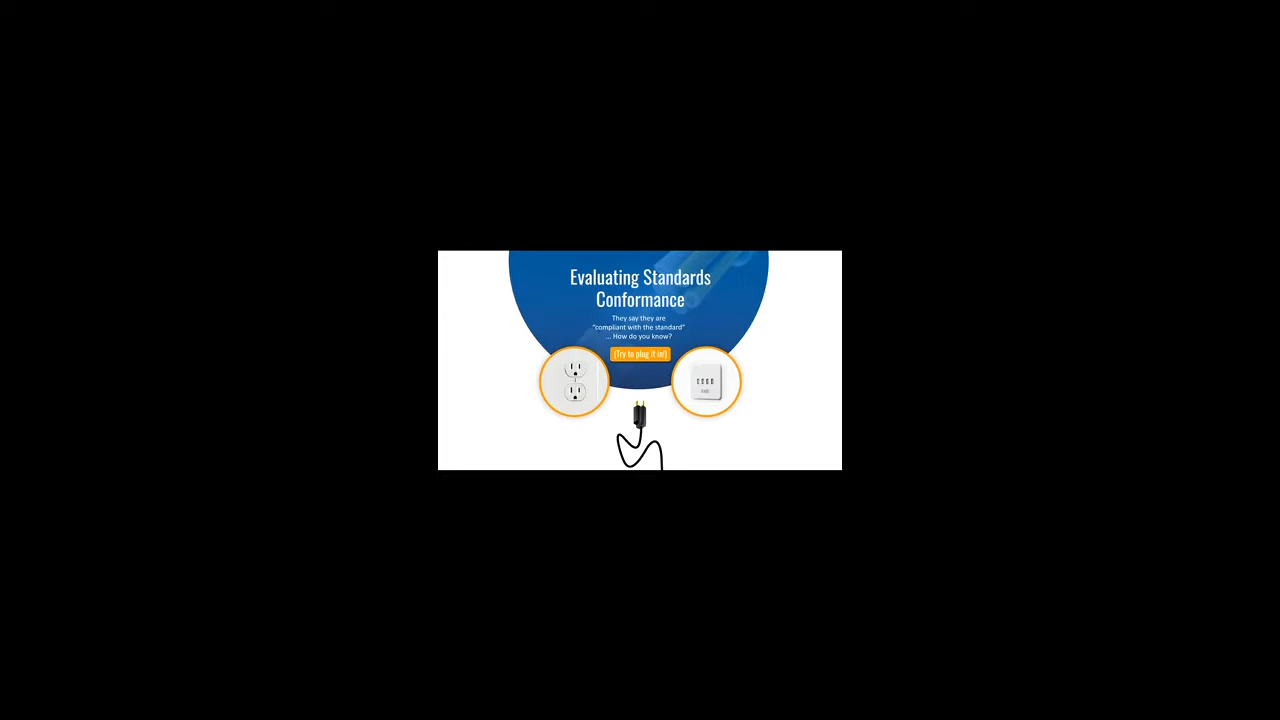 Evaluating Standards
Conformance
They say they are
"compliant with the standard"
... How do you know?
(Try to plug it in!)